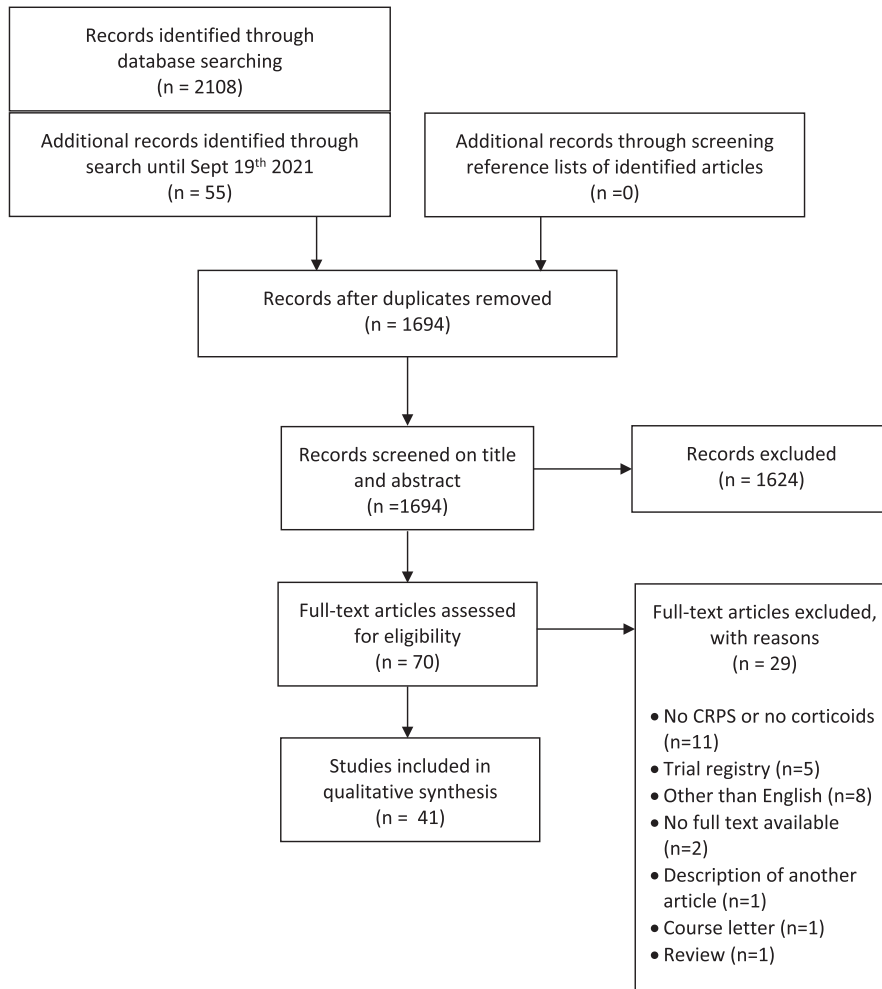 Records identified through
database searching
(n = 2108)
Additional records identified through
search until Sept 19th 2021
(n = 55)
Additional records through screening
reference lists of identified articles
(n =0)
Records after duplicates removed
(n = 1694)
Records screened on title
and abstract
(n =1694)
Records excluded
(n = 1624)
Full-text articles assessed
for eligibility
(n = 70)
Full-text articles excluded,
with reasons
(n = 29)
• No CRPS or no corticoids
(n=11)
• Trial registry (n=5)
• Other than English (n=8)
• No full text available
(n=2)
• Description of another
article (n=1)
• Course letter (n=1)
• Review (n=1)
Studies included in
qualitative synthesis
(n = 41)